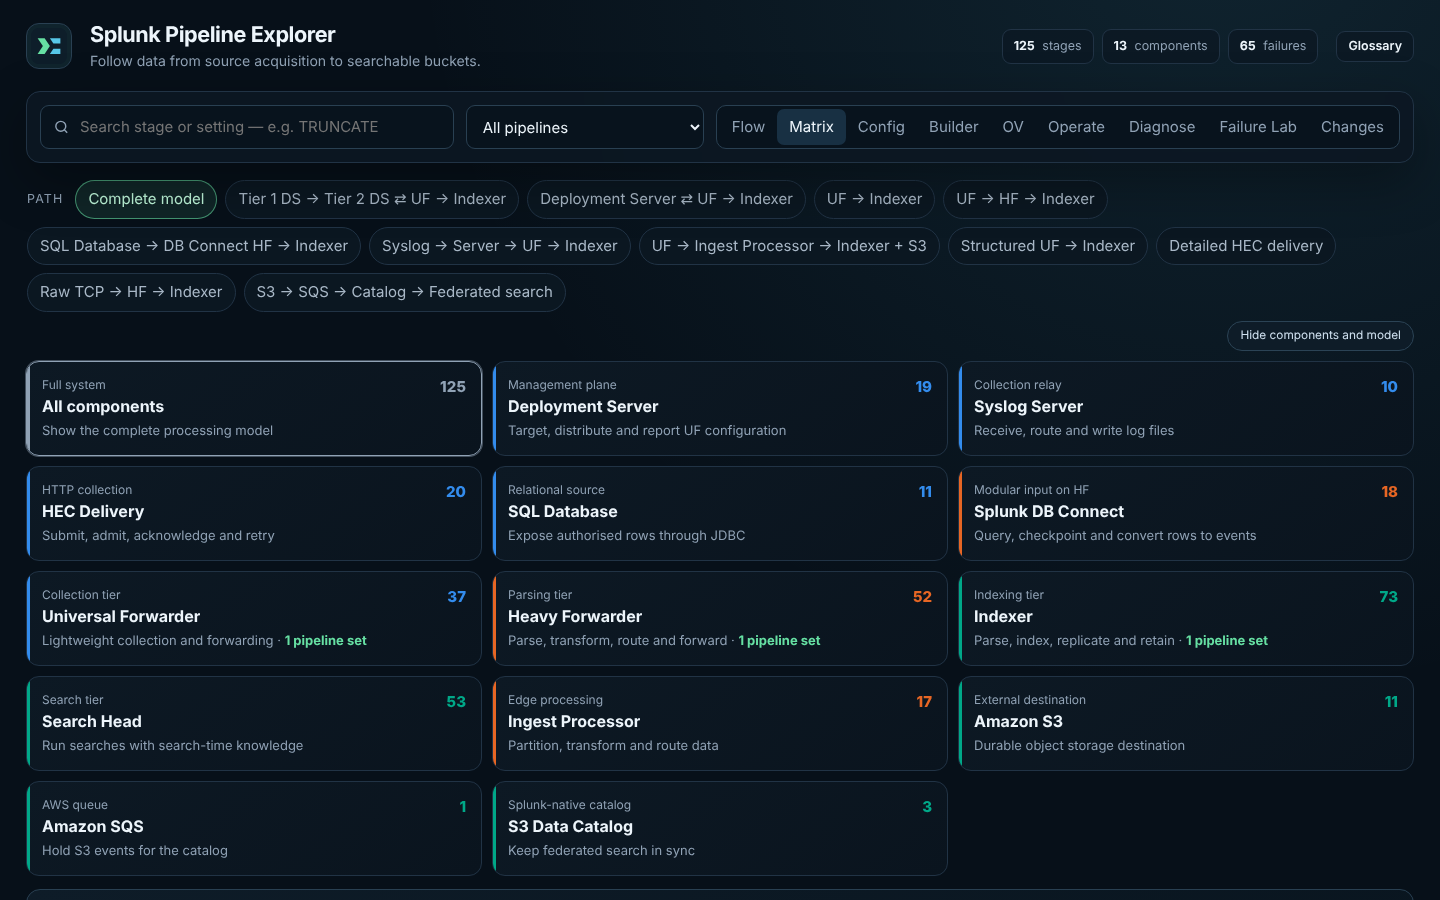 Splunk Pipeline Explorer
Follow data from source acquisition to searchable buckets.
125 stages
13 components
65 failures
Glossary
Search stage or setting — e.g. TRUNCATE
All pipelines
Flow
Matrix
Config
Builder
OV
Operate
Diagnose
Failure Lab
Changes
PATH
Complete model
Tier 1 DS → Tier 2 DS ⇄ UF → Indexer
Deployment Server ⇄ UF → Indexer
UF → Indexer
UF → HF → Indexer
SQL Database → DB Connect HF → Indexer
Syslog → Server → UF → Indexer
UF → Ingest Processor → Indexer + S3
Structured UF → Indexer
Detailed HEC delivery
Raw TCP → HF → Indexer
S3 → SQS → Catalog → Federated search
Hide components and model
Full system
125
All components
Show the complete processing model
Management plane
19
Deployment Server
Target, distribute and report UF configuration
Collection relay
10
Syslog Server
Receive, route and write log files
HTTP collection
20
HEC Delivery
Submit, admit, acknowledge and retry
Relational source
11
SQL Database
Expose authorised rows through JDBC
Modular input on HF
18
Splunk DB Connect
Query, checkpoint and convert rows to events
Collection tier
37
Universal Forwarder
Lightweight collection and forwarding · 1 pipeline set
Parsing tier
52
Heavy Forwarder
Parse, transform, route and forward · 1 pipeline set
Indexing tier
73
Indexer
Parse, index, replicate and retain · 1 pipeline set
Search tier
53
Search Head
Run searches with search-time knowledge
Edge processing
17
Ingest Processor
Partition, transform and route data
External destination
11
Amazon S3
Durable object storage destination
AWS queue
1
Amazon SQS
Hold S3 events for the catalog
Splunk-native catalog
3
S3 Data Catalog
Keep federated search in sync